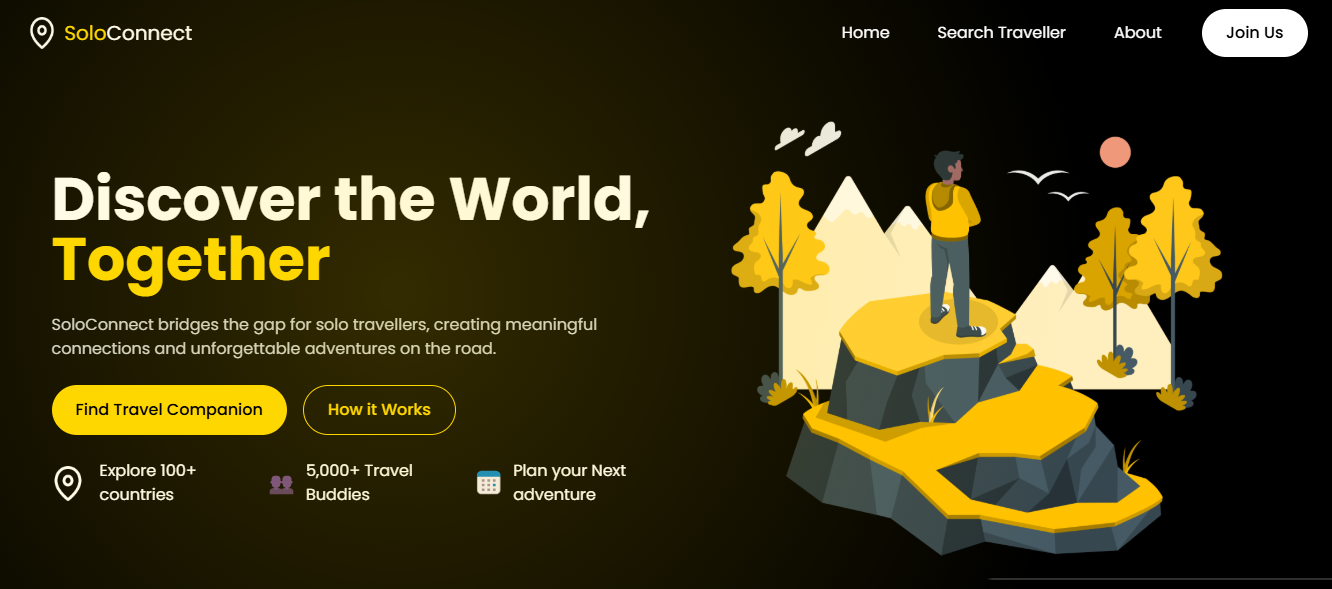 SoloConnect
Home
Search Traveller
About
Join Us
Discover the World,
Together
SoloConnect bridges the gap for solo travellers, creating meaningful
connections and unforgettable adventures on the road.
Find Travel Companion
How it Works
Explore 100+
countries
5,000+ Travel
Buddies
Plan your Next
adventure